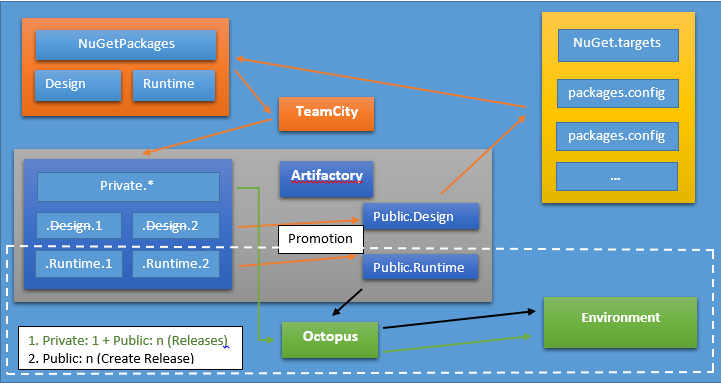 NuGetPackages
Design
Runtime
TeamCity
NuGet.targets
packages.config
packages.config
...
Private.*
.Design.1
.Design.2
.Runtime.1
.Runtime.2
Artifactory
Promotion
Public.Design
Public.Runtime
1. Private: 1 + Public: n (Releases)
2. Public: n (Create Release)
Octopus
Environment